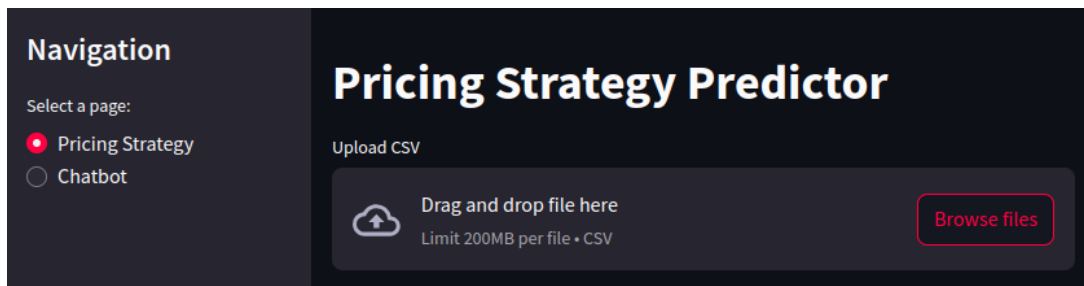 Navigation
Select a page:
Pricing Strategy
Chatbot
Pricing Strategy Predictor
Upload CSV
Drag and drop file here
Limit 200MB per file • CSV
Browse files